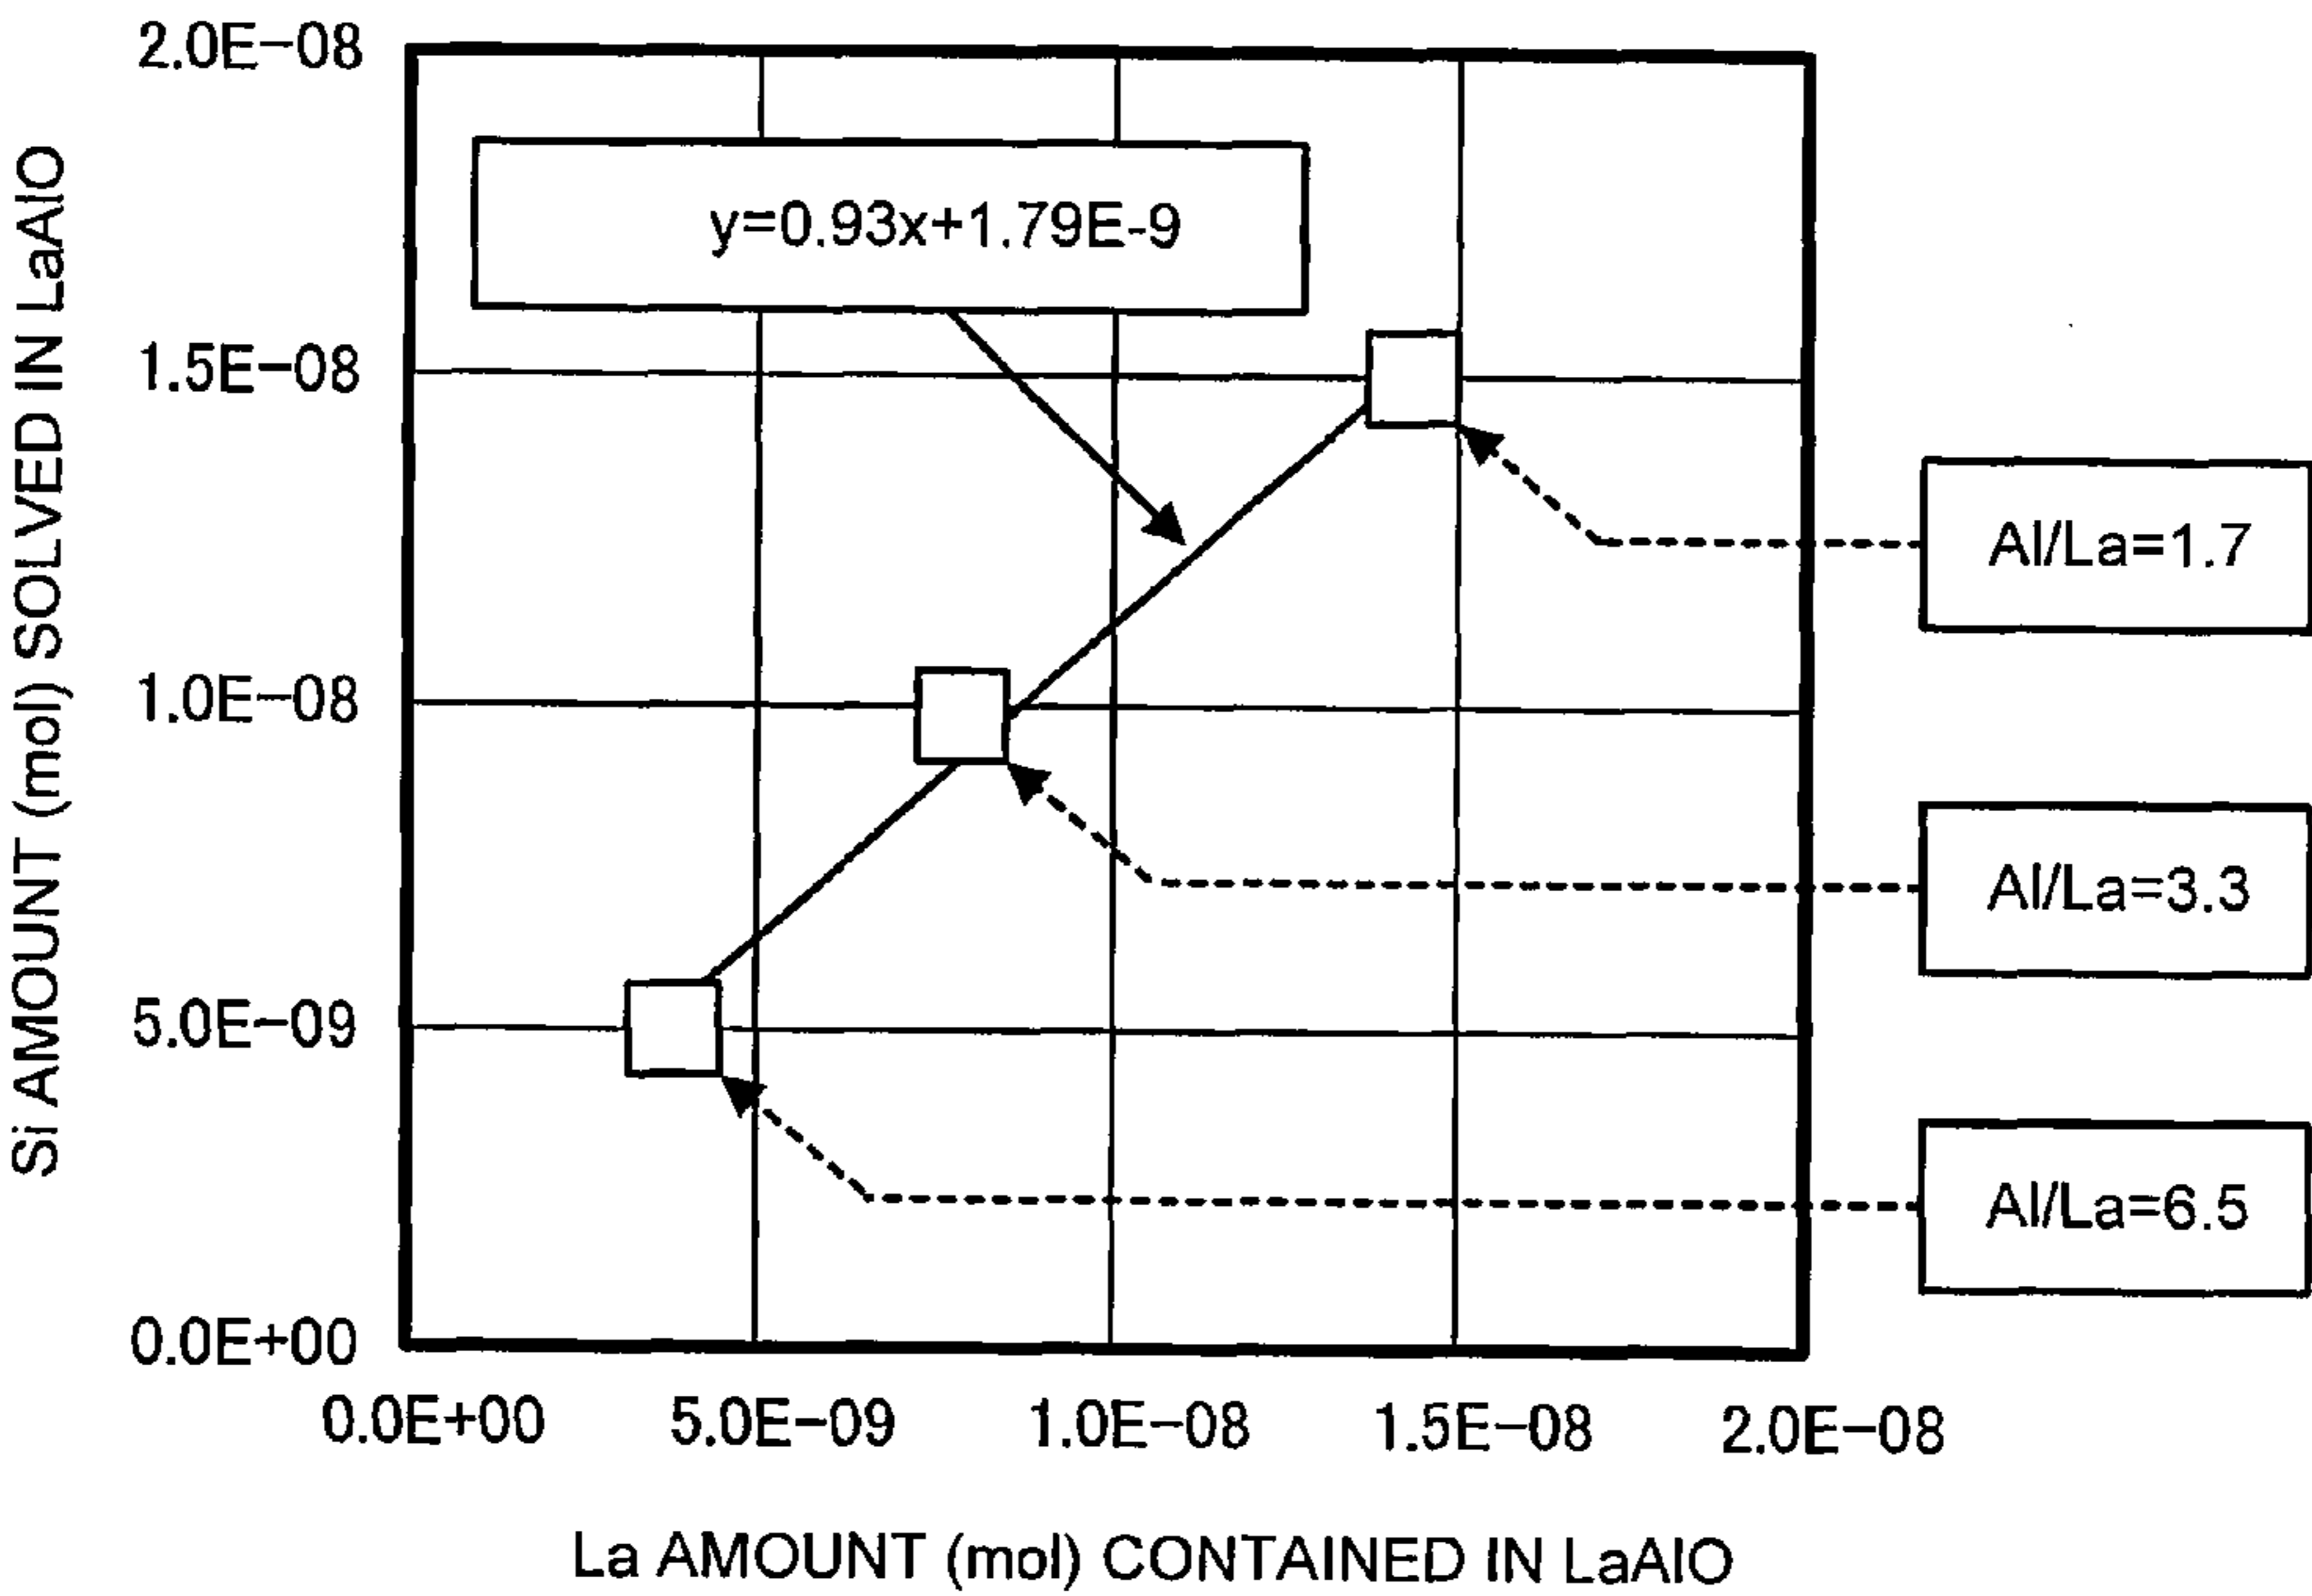 Si AMOUNT (mol) SOLVED IN LaAlO
2.0E-08
1.5E-08
1.0E-08
5.0E-09
0.0E+00
y=0.93x+1.79E-9
Al/La=1.7
Al/La=3.3
Al/La=6.5
0.0E+00
5.0E-09
1.0E-08
1.5E-08
2.0E-08
La AMOUNT (mol) CONTAINED IN LaAlO